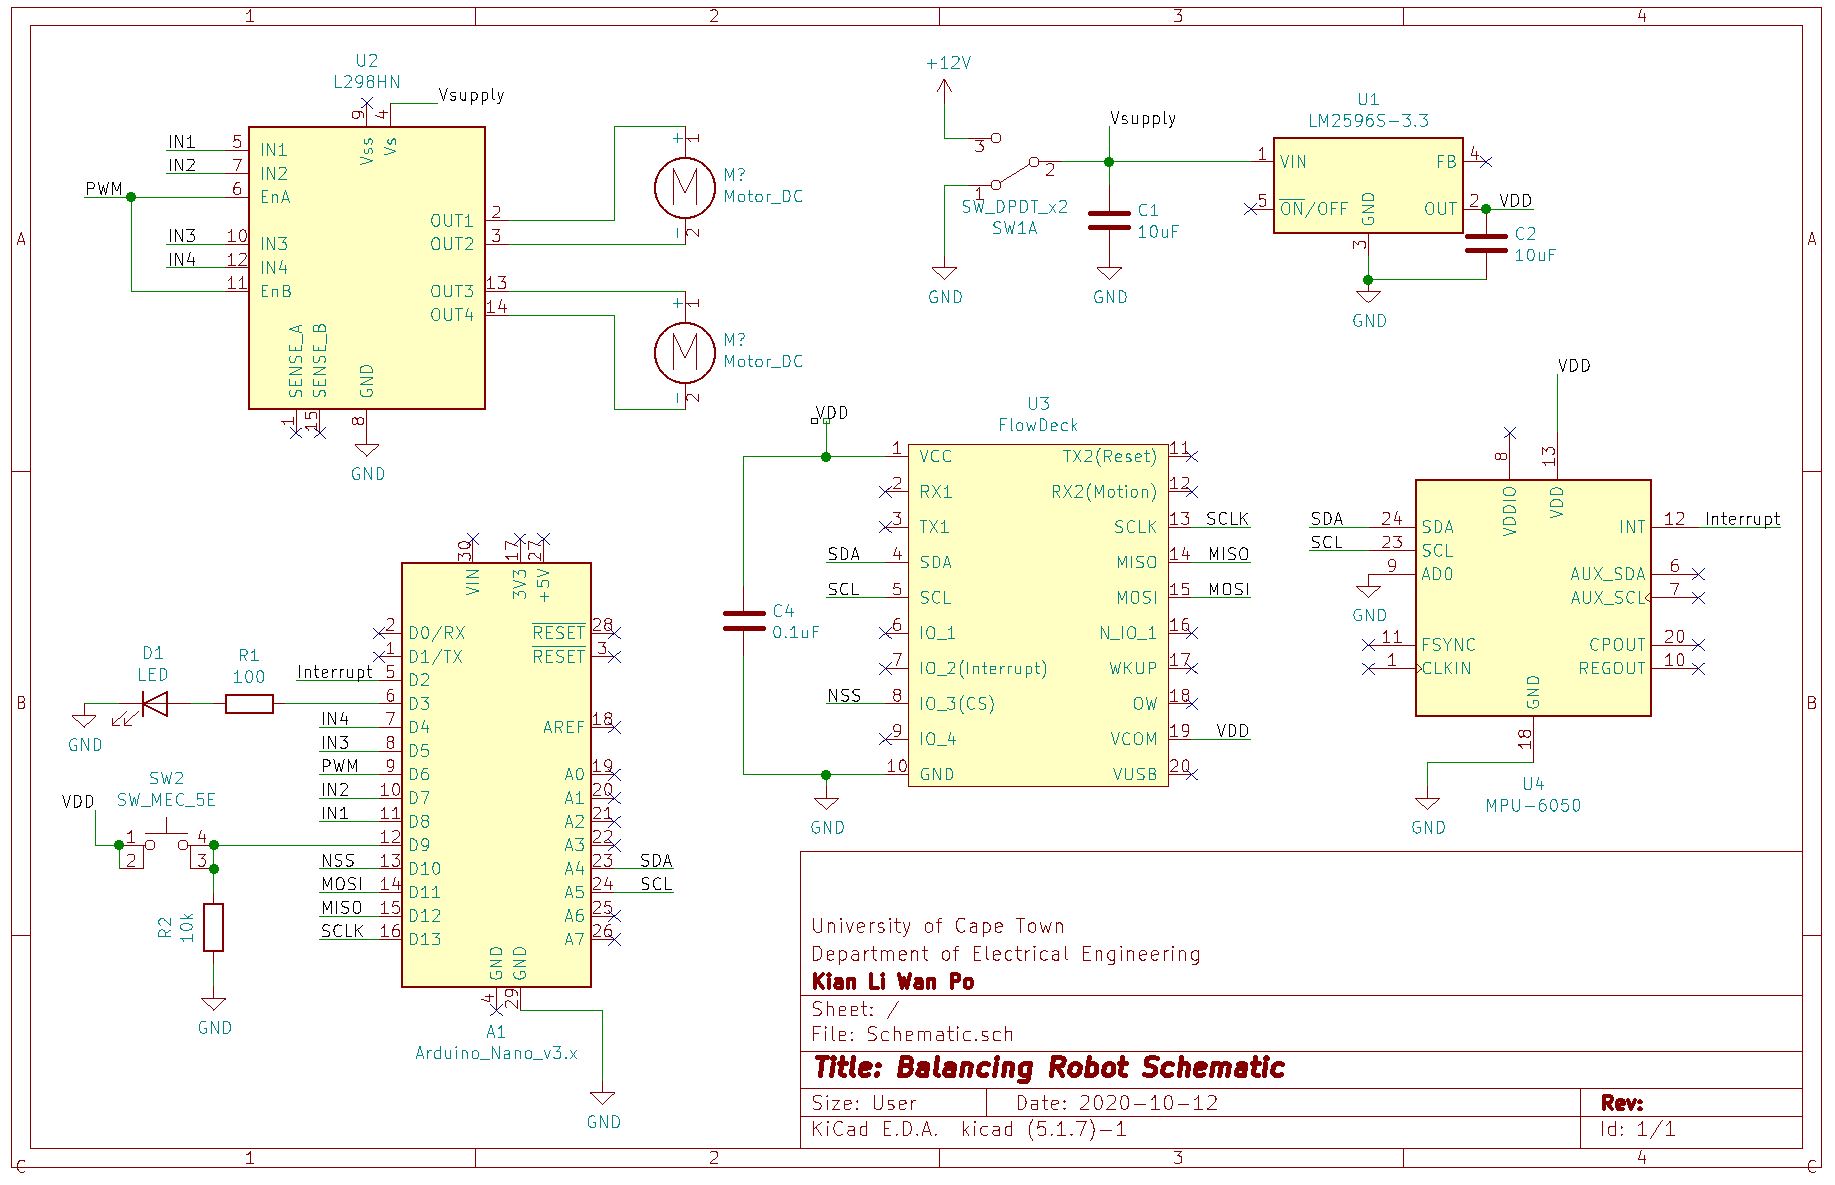 1 2 3 4
A A
B B
C C
1 2 3 4
U2
L298HN
Vsupply
9 4
Vss Vs
IN1 5 IN1
IN2 7 IN2
PWM 6 EnA
IN3 10 IN3
IN4 12 IN4
11 EnB
OUT1 2
OUT2 3
OUT3 13
OUT4 14
SENSE_A SENSE_B GND
1 15 8
GND
+ 1
M M?
Motor_DC
- 2
+ 1
M M?
Motor_DC
- 2
+12V
3
2
1
SW_DPDT_x2
SW1A
GND
Vsupply
C1
10uF
GND
U1
LM2596S-3.3
1 VIN FB 4
5 ON/OFF GND OUT 2 VDD
3
C2
10uF
GND
VDD
U3
FlowDeck
1 VCC TX2(Reset) 11
2 RX1 RX2(Motion) 12
3 TX1 SCLK 13 SCLK
SDA 4 SDA MISO 14 MISO
SCL 5 SCL MOSI 15 MOSI
6 IO_1 N_IO_1 16
7 IO_2(Interrupt) WKUP 17
NSS 8 IO_3(CS) OW 18
9 IO_4 VCOM 19 VDD
10 GND VUSB 20
C4
0.1uF
GND
VDD
8 13
VDDIO VDD
SDA 24 SDA INT 12 Interrupt
SCL 23 SCL
9 AD0 AUX_SDA 6
GND
AUX_SCL 7
11 FSYNC CPOUT 20
1 CLKIN REGOUT 10
GND
18
U4
MPU-6050
GND
30 17 27
VIN 3V3 +5V
2 D0/RX RESET 28
1 D1/TX RESET 3
Interrupt 5 D2
6 D3
IN4 7 D4 AREF 18
IN3 8 D5
PWM 9 D6 A0 19
IN2 10 D7 A1 20
IN1 11 D8 A2 21
12 D9 A3 22
NSS 13 D10 A4 23 SDA
MOSI 14 D11 A5 24 SCL
MISO 15 D12 A6 25
SCLK 16 D13 A7 26
GND GND
4 29
A1
Arduino_Nano_v3.x
GND
D1
LED
R1
100
GND
SW2
SW_MEC_5E
VDD
1 4
2 3
R2
10k
GND
University of Cape Town
Department of Electrical Engineering
Kian Li Wan Po
Sheet: /
File: Schematic.sch
Title: Balancing Robot Schematic
Size: User Date: 2020-10-12 Rev:
KiCad E.D.A. kicad (5.1.7)-1 Id: 1/1